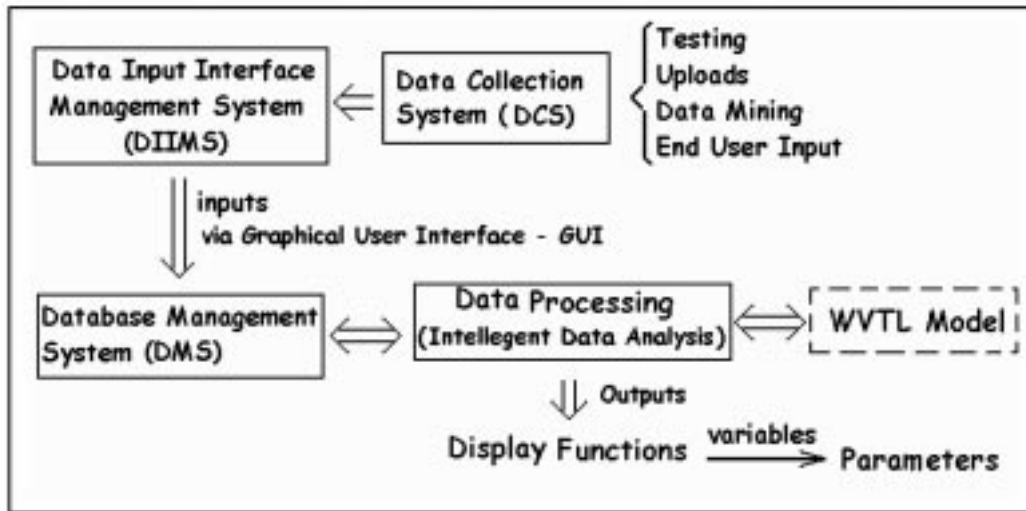 Data Input Interface
Management System
(DIIMS)
Data Collection
System (DCS)
Testing
Uploads
Data Mining
End User Input
inputs
via Graphical User Interface - GUI
Database Management
System (DMS)
Data Processing
(Intellegent Data Analysis)
WVTL Model
Outputs
Display Functions
variables
Parameters